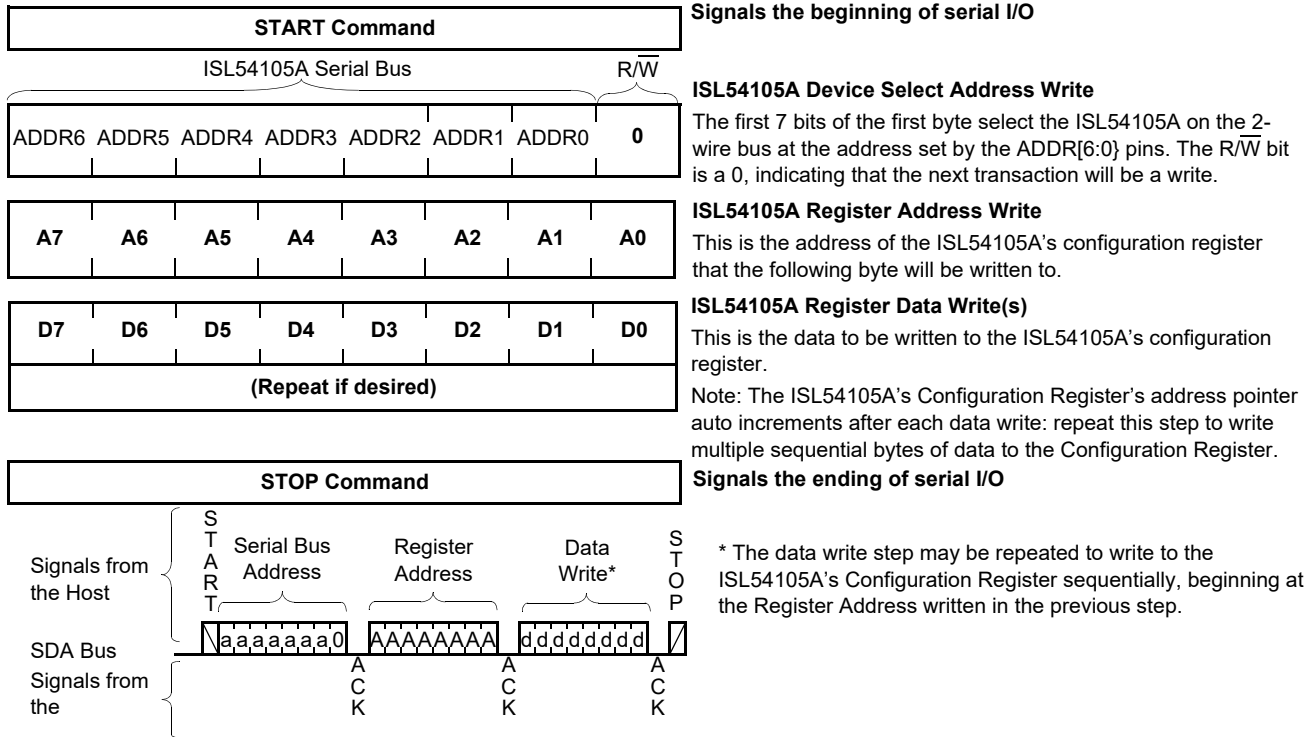 START Command
Signals the beginning of serial I/O
ISL54105A Serial Bus
R/W
ADDR6 ADDR5 ADDR4 ADDR3 ADDR2 ADDR1 ADDR0 0
ISL54105A Device Select Address Write
The first 7 bits of the first byte select the ISL54105A on the 2-
wire bus at the address set by the ADDR[6:0} pins. The R/W bit
is a 0, indicating that the next transaction will be a write.
A7 A6 A5 A4 A3 A2 A1 A0
ISL54105A Register Address Write
This is the address of the ISL54105A’s configuration register
that the following byte will be written to.
D7 D6 D5 D4 D3 D2 D1 D0
(Repeat if desired)
ISL54105A Register Data Write(s)
This is the data to be written to the ISL54105A’s configuration
register.
Note: The ISL54105A’s Configuration Register’s address pointer
auto increments after each data write: repeat this step to write
multiple sequential bytes of data to the Configuration Register.
STOP Command
Signals the ending of serial I/O
Signals from
the Host
START
Serial Bus
Address
Register
Address
Data
Write*
STOP
* The data write step may be repeated to write to the
ISL54105A’s Configuration Register sequentially, beginning at
the Register Address written in the previous step.
SDA Bus
a a a a a a a 0 A A A A A A A A d d d d d d d d
Signals from
the
ACK
ACK
ACK